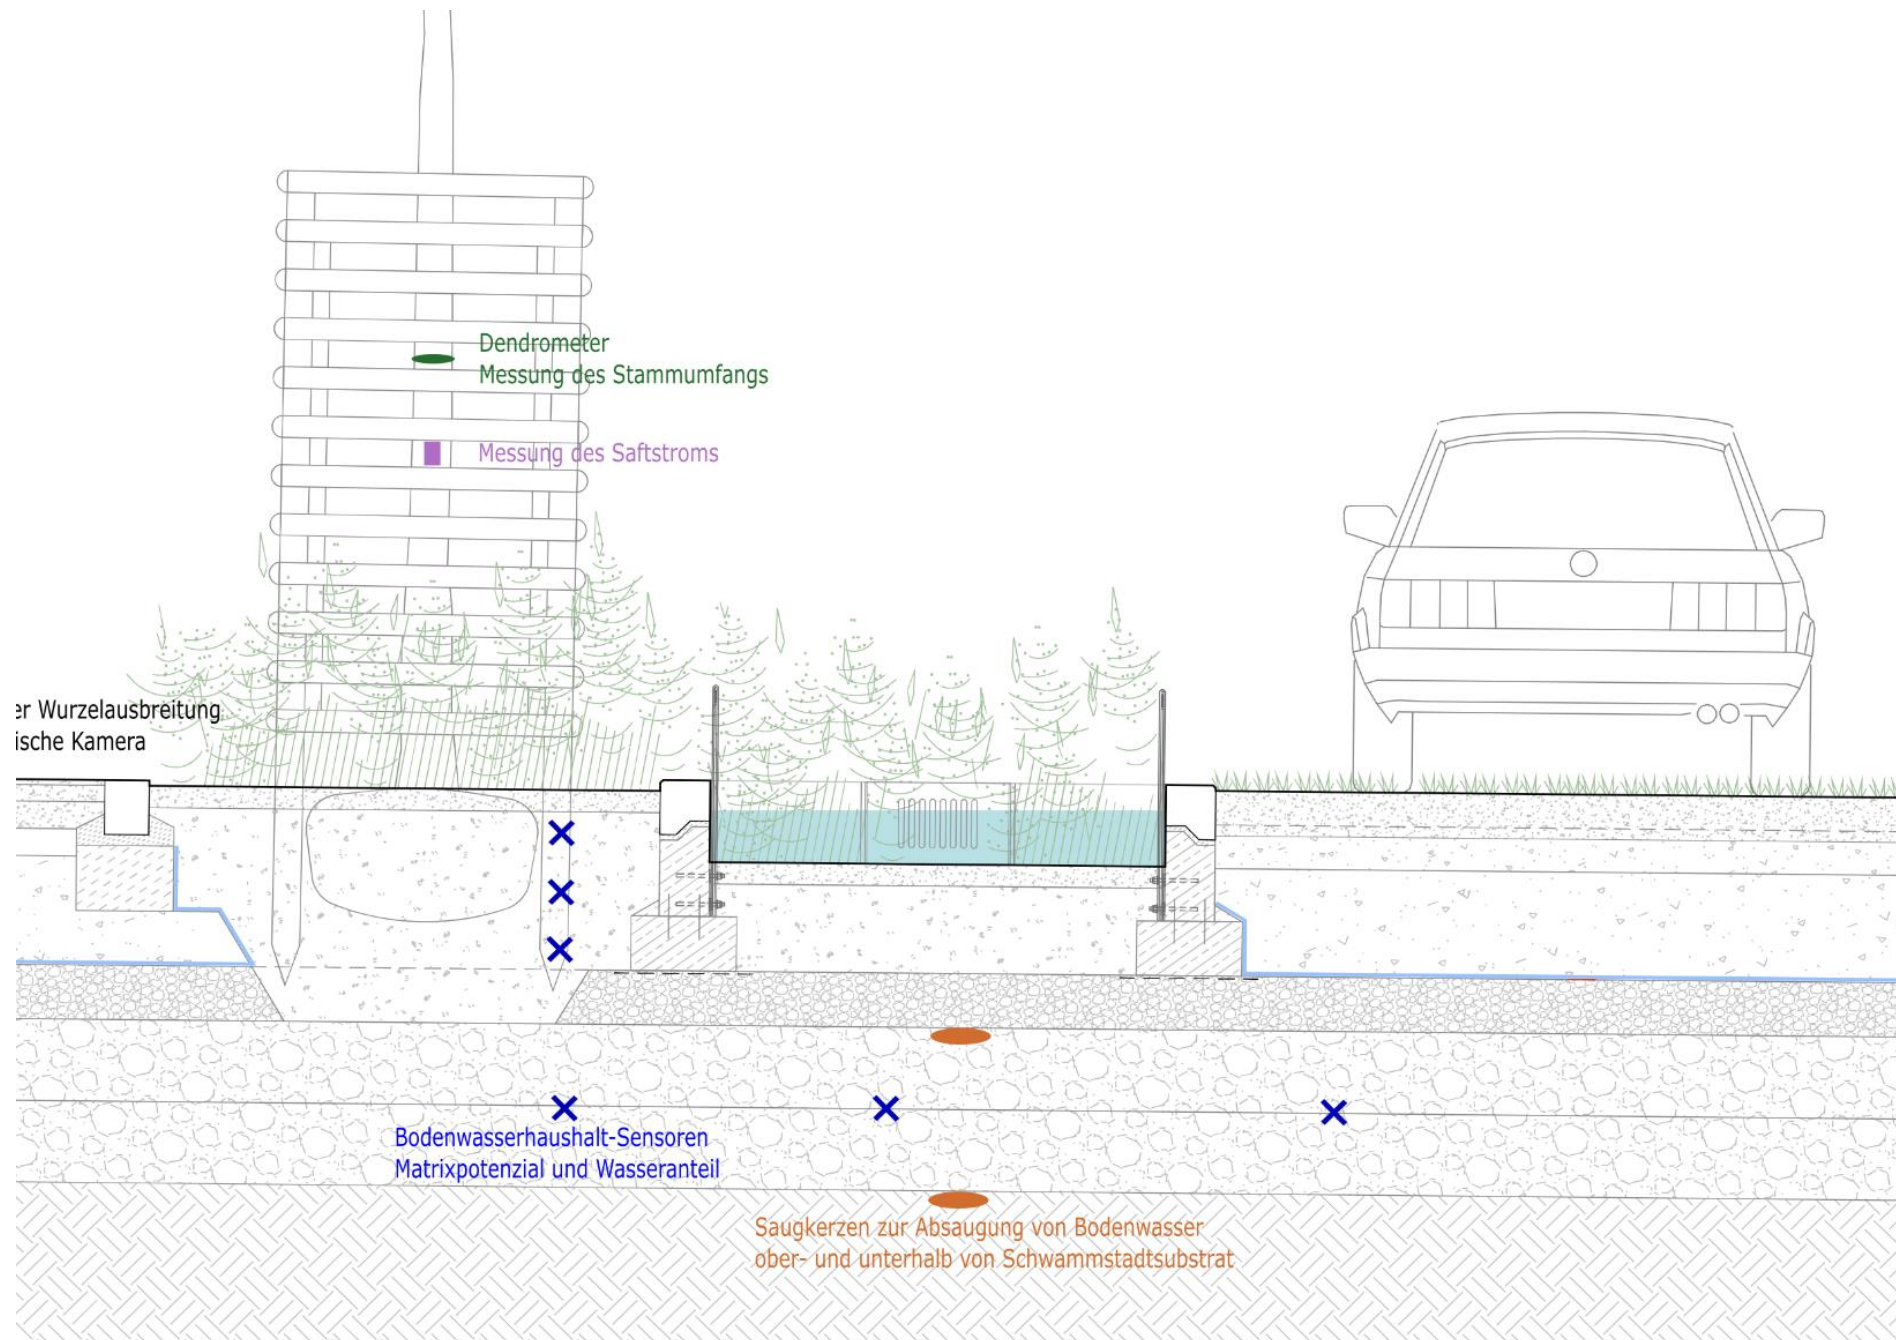 Dendrometer
Messung des Stammumfangs
Messung des Saftstroms
er Wurzelausbreitung
ische Kamera
Bodenwasserhaushalt-Sensoren
Matrixpotenzial und Wasseranteil
Saugkerzen zur Absaugung von Bodenwasser
ober- und unterhalb von Schwammstadtsubstrat